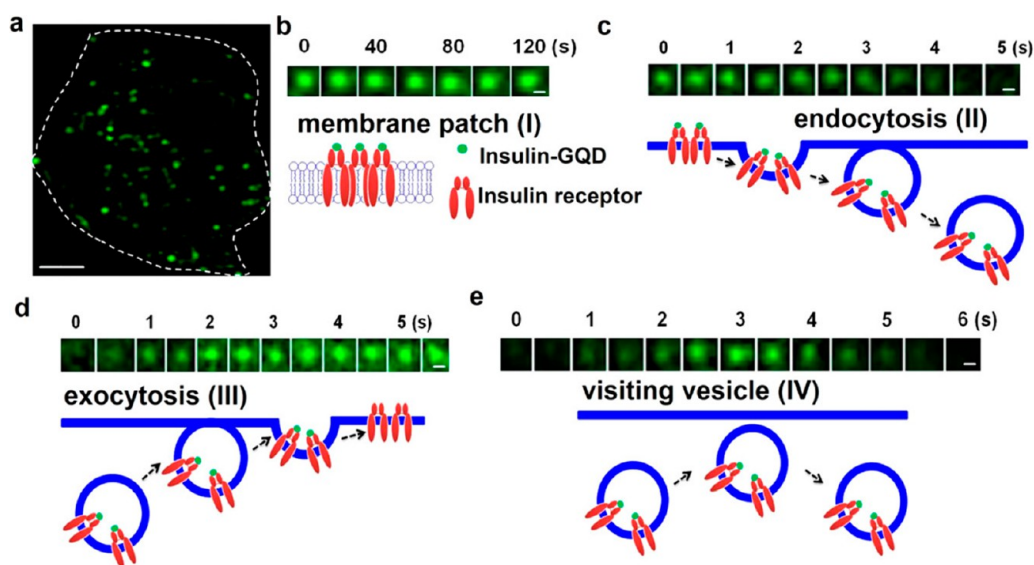 a
b
0 40 80 120 (s)
membrane patch (I)
Insulin-GQD
Insulin receptor
c
0 1 2 3 4 5 (s)
endocytosis (II)
d
0 1 2 3 4 5 (s)
exocytosis (III)
e
0 1 2 3 4 5 6 (s)
visiting vesicle (IV)